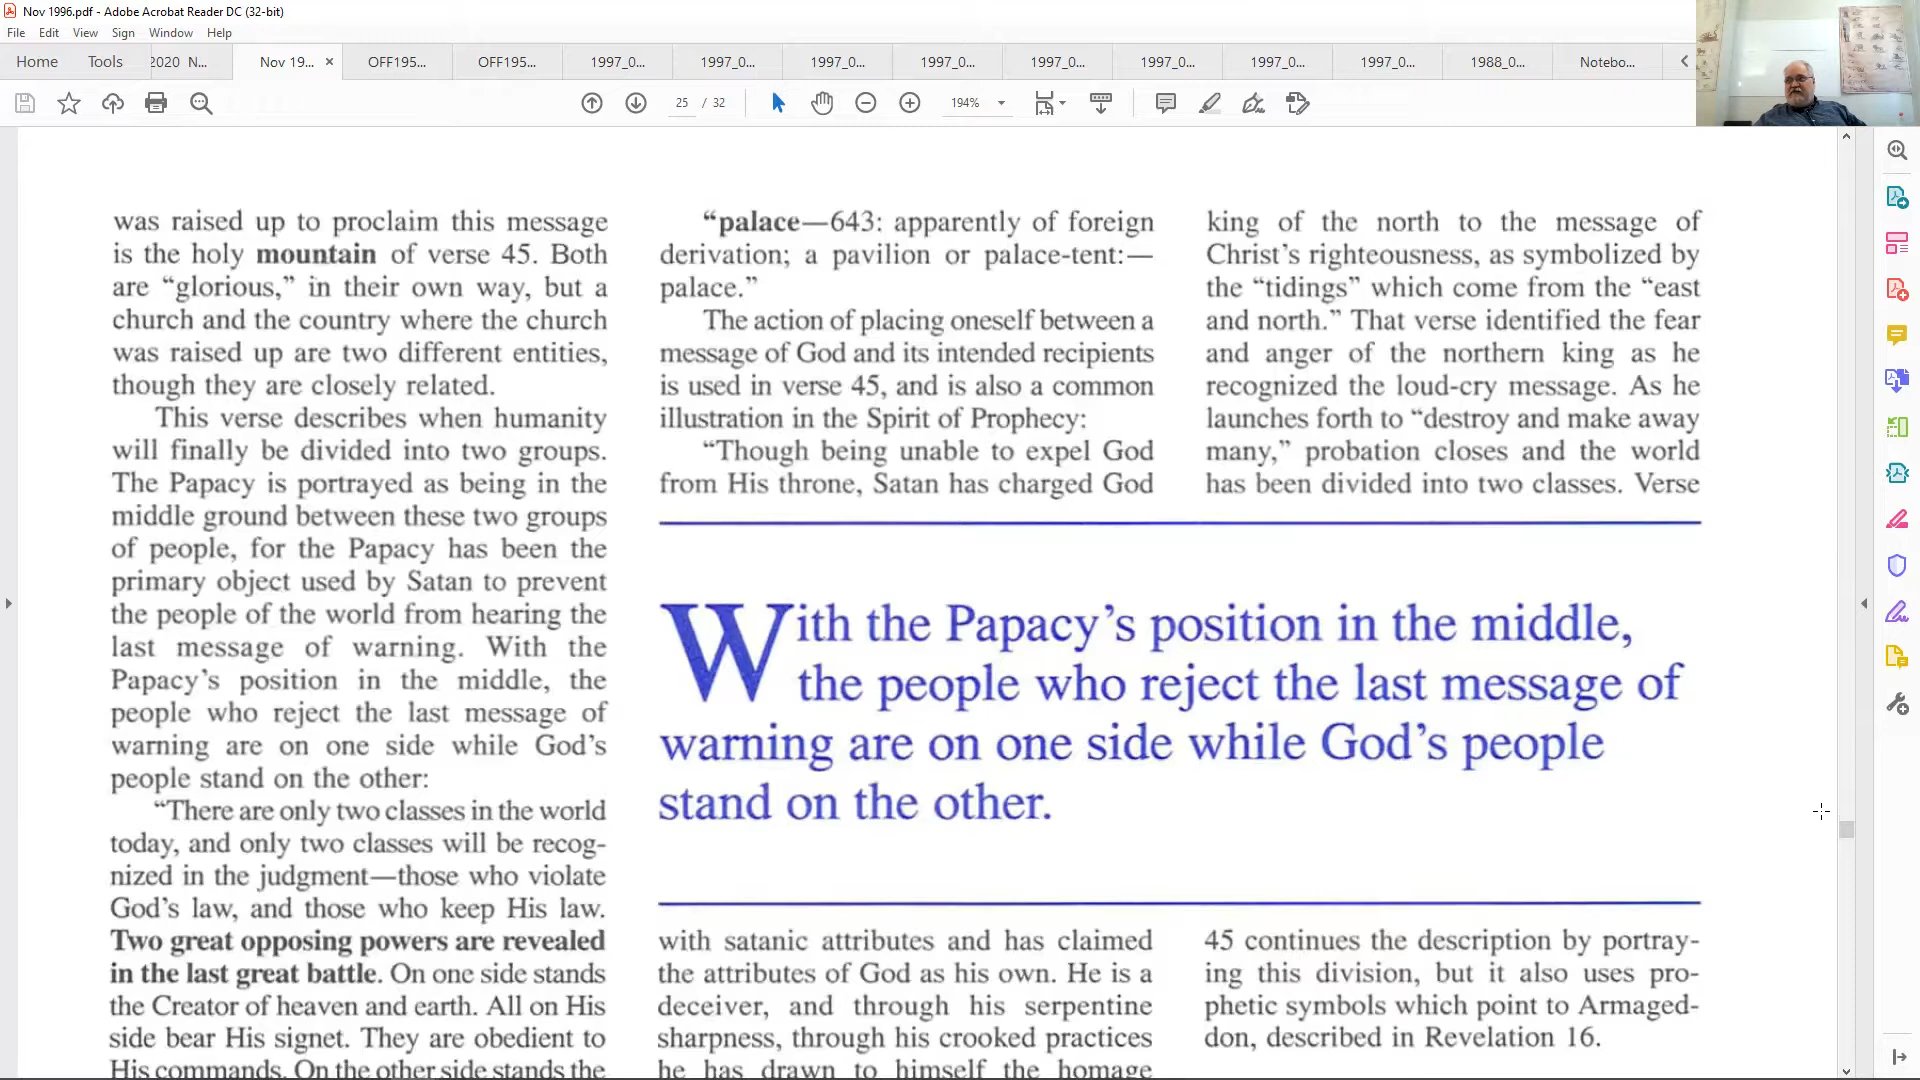 Nov 1996.pdf - Adobe Acrobat Reader DC (32-bit)
File Edit View Sign Window Help
Home Tools 2020 N... Nov 19... × OFF195... OFF195... 1997_0... 1997_0... 1997_0... 1997_0... 1997_0... 1997_0... 1997_0... 1997_0... 1988_0... Notebo...
25 / 32 194%
was raised up to proclaim this message
is the holy mountain of verse 45. Both
are “glorious,” in their own way, but a
church and the country where the church
was raised up are two different entities,
though they are closely related.
This verse describes when humanity
will finally be divided into two groups.
The Papacy is portrayed as being in the
middle ground between these two groups
of people, for the Papacy has been the
primary object used by Satan to prevent
the people of the world from hearing the
last message of warning. With the
Papacy’s position in the middle, the
people who reject the last message of
warning are on one side while God’s
people stand on the other:
“There are only two classes in the world
today, and only two classes will be recog-
nized in the judgment—those who violate
God’s law, and those who keep His law.
Two great opposing powers are revealed
in the last great battle. On one side stands
the Creator of heaven and earth. All on His
side bear His signet. They are obedient to
His commands. On the other side stands the
“palace—643: apparently of foreign
derivation; a pavilion or palace-tent:—
palace.”
The action of placing oneself between a
message of God and its intended recipients
is used in verse 45, and is also a common
illustration in the Spirit of Prophecy:
“Though being unable to expel God
from His throne, Satan has charged God
with satanic attributes and has claimed
the attributes of God as his own. He is a
deceiver, and through his serpentine
sharpness, through his crooked practices
he has drawn to himself the homage
king of the north to the message of
Christ’s righteousness, as symbolized by
the “tidings” which come from the “east
and north.” That verse identified the fear
and anger of the northern king as he
recognized the loud-cry message. As he
launches forth to “destroy and make away
many,” probation closes and the world
has been divided into two classes. Verse
45 continues the description by portray-
ing this division, but it also uses pro-
phetic symbols which point to Armaged-
don, described in Revelation 16.
With the Papacy’s position in the middle,
the people who reject the last message of
warning are on one side while God’s people
stand on the other.